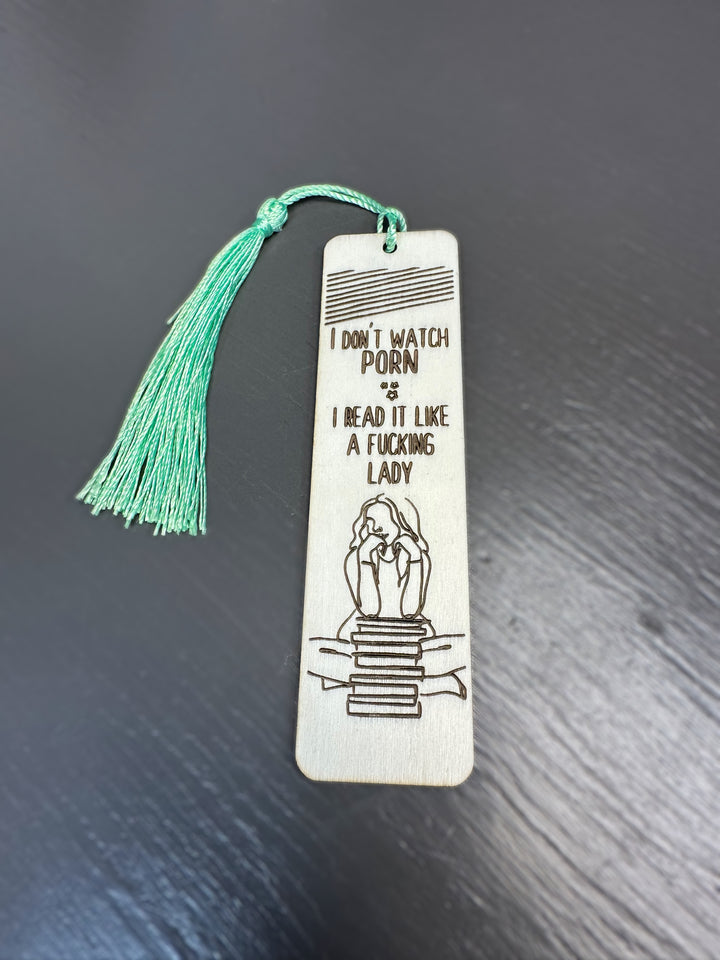 I DON'T WATCH
PORN
I READ IT LIKE
A FUCKING
LADY